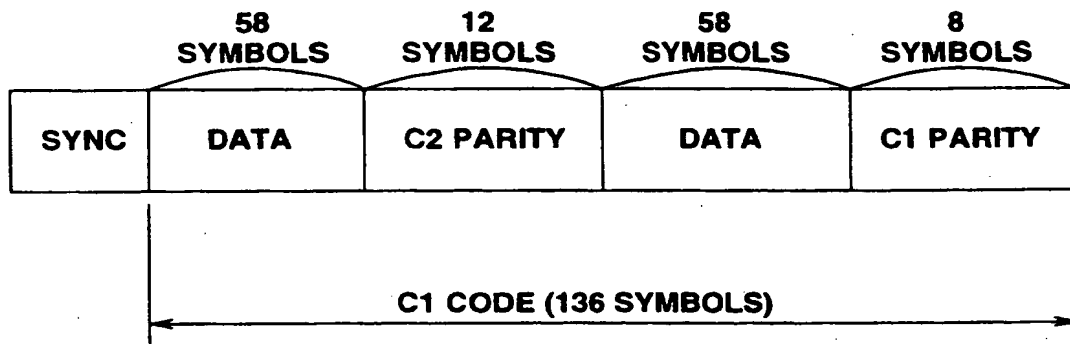 58 SYMBOLS
12 SYMBOLS
58 SYMBOLS
8 SYMBOLS
SYNC
DATA
C2 PARITY
DATA
C1 PARITY
C1 CODE (136 SYMBOLS)